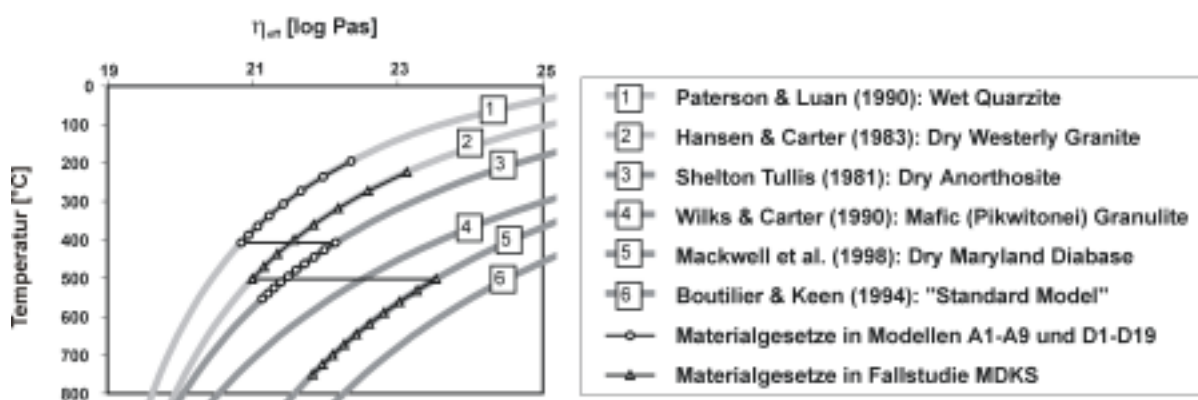 ηeff [log Pas]
19 21 23 25
0
100
200
300
400
500
600
700
800
Temperatur [°C]
1
2
3
4
5
6
1 Paterson & Luan (1990): Wet Quarzite
2 Hansen & Carter (1983): Dry Westerly Granite
3 Shelton Tullis (1981): Dry Anorthosite
4 Wilks & Carter (1990): Mafic (Pikwitonei) Granulite
5 Mackwell et al. (1998): Dry Maryland Diabase
6 Boutilier & Keen (1994): "Standard Model"
Materialgesetze in Modellen A1-A9 und D1-D19
Materialgesetze in Fallstudie MDKS